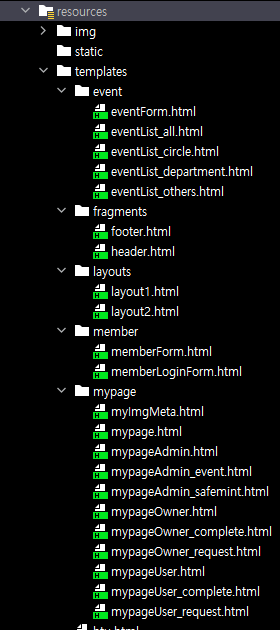 resources
img
static
templates
event
eventForm.html
eventList_all.html
eventList_circle.html
eventList_department.html
eventList_others.html
fragments
footer.html
header.html
layouts
layout1.html
layout2.html
member
memberForm.html
memberLoginForm.html
mypage
myImgMeta.html
mypage.html
mypageAdmin.html
mypageAdmin_event.html
mypageAdmin_safemint.html
mypageOwner.html
mypageOwner_complete.html
mypageOwner_request.html
mypageUser.html
mypageUser_complete.html
mypageUser_request.html